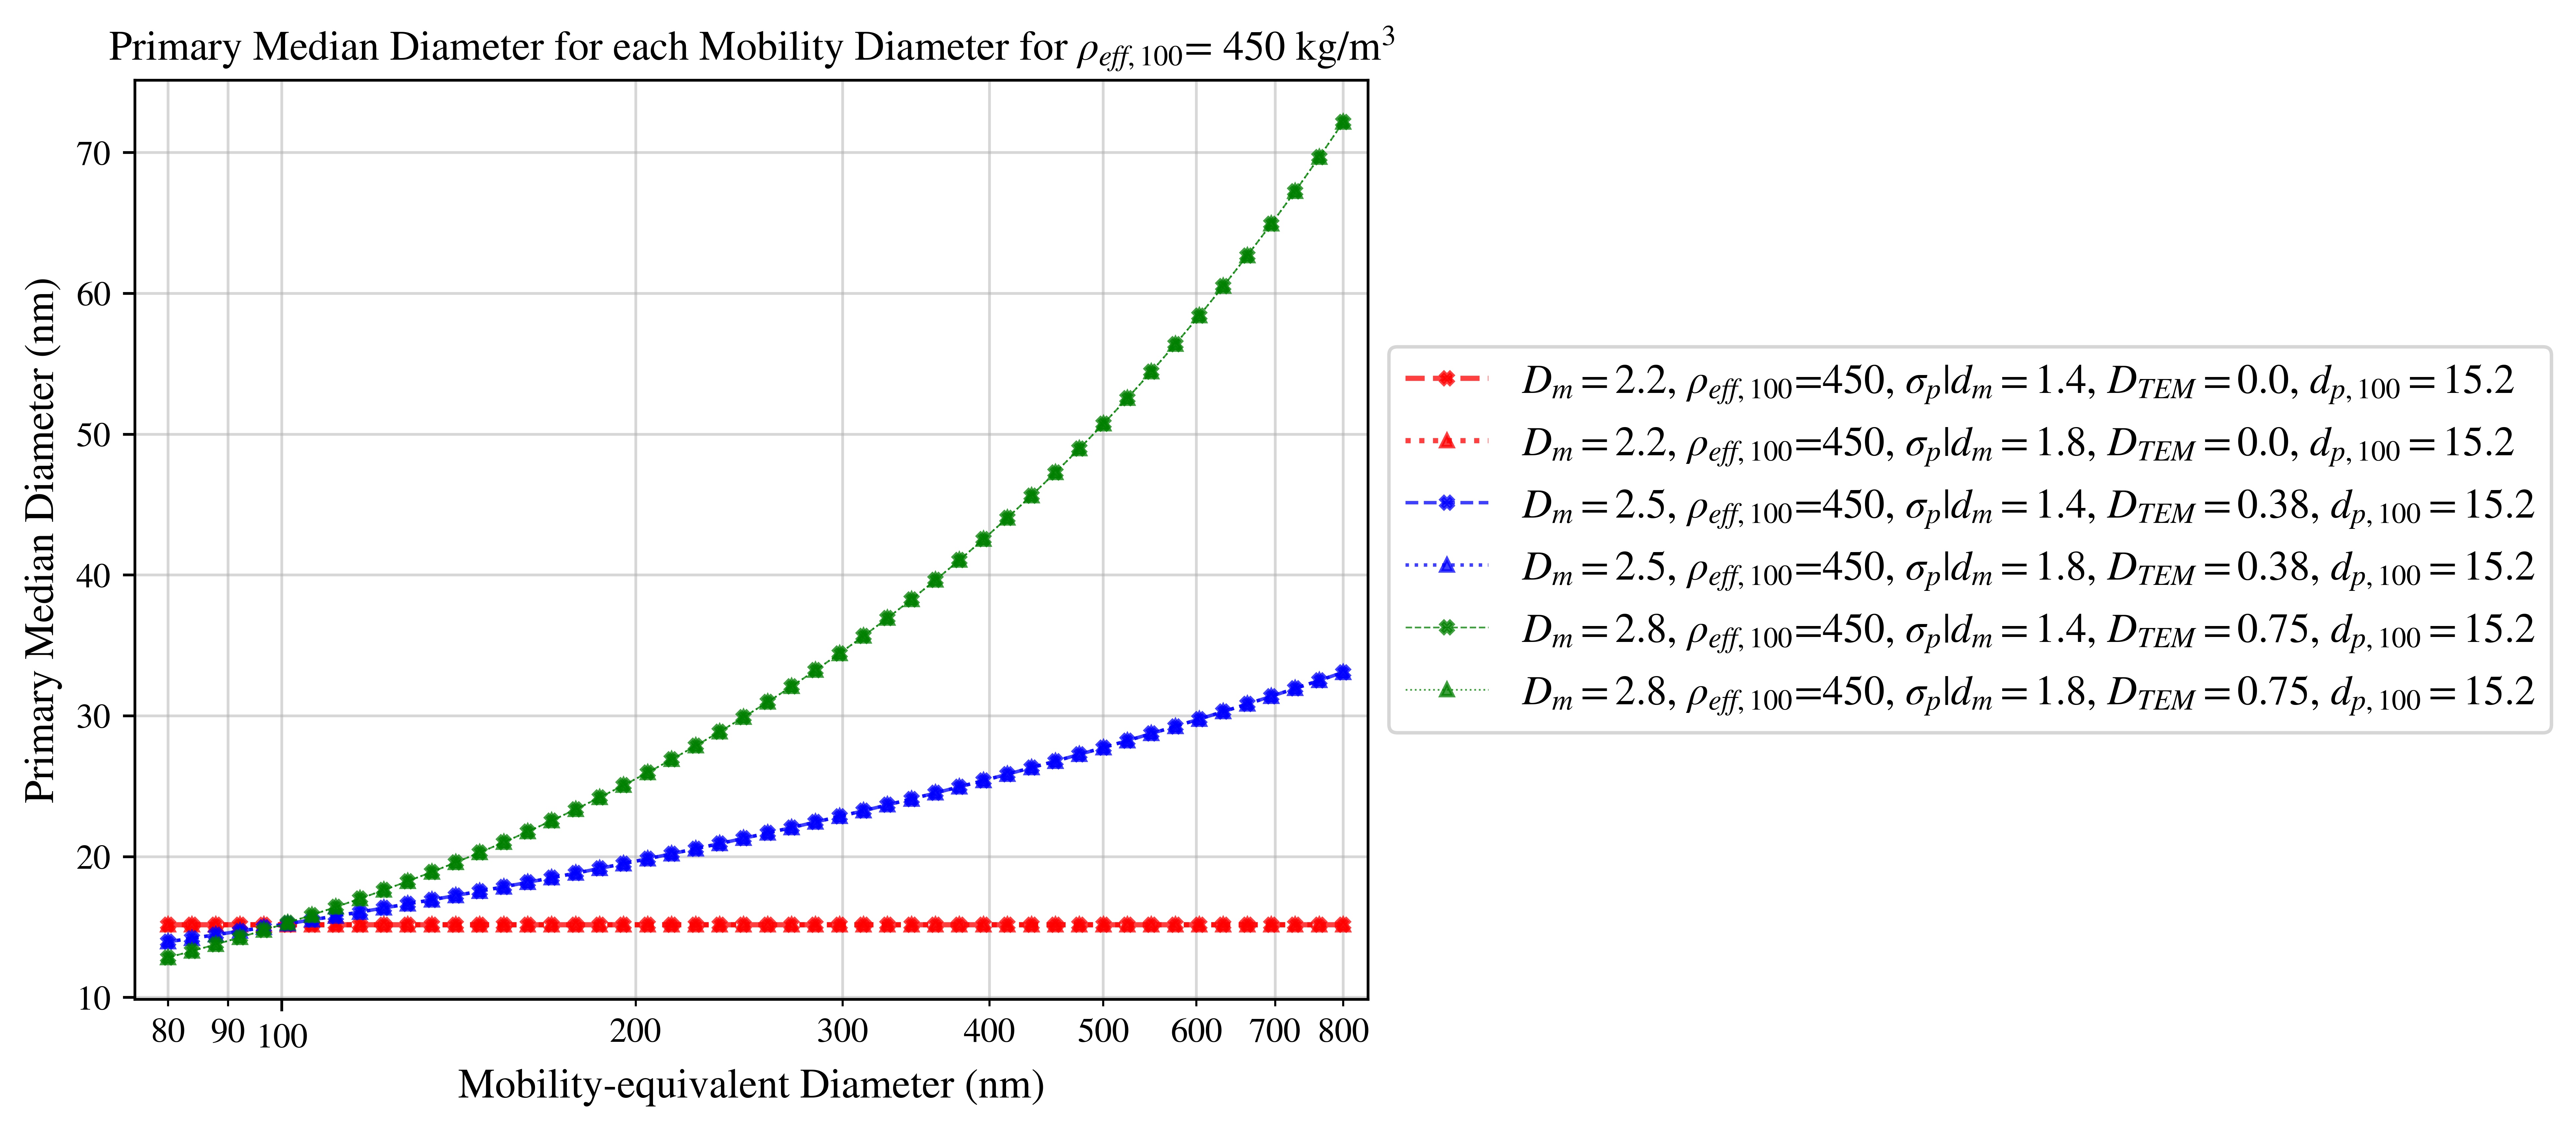 Primary Median Diameter for each Mobility Diameter for ρeff,100= 450 kg/m³
Primary Median Diameter (nm)
70
60
50
40
30
20
10
80 90 100 200 300 400 500 600 700 800
Mobility-equivalent Diameter (nm)
Dm = 2.2, ρeff,100=450, σp|dm = 1.4, DTEM = 0.0, dp,100 = 15.2
Dm = 2.2, ρeff,100=450, σp|dm = 1.8, DTEM = 0.0, dp,100 = 15.2
Dm = 2.5, ρeff,100=450, σp|dm = 1.4, DTEM = 0.38, dp,100 = 15.2
Dm = 2.5, ρeff,100=450, σp|dm = 1.8, DTEM = 0.38, dp,100 = 15.2
Dm = 2.8, ρeff,100=450, σp|dm = 1.4, DTEM = 0.75, dp,100 = 15.2
Dm = 2.8, ρeff,100=450, σp|dm = 1.8, DTEM = 0.75, dp,100 = 15.2